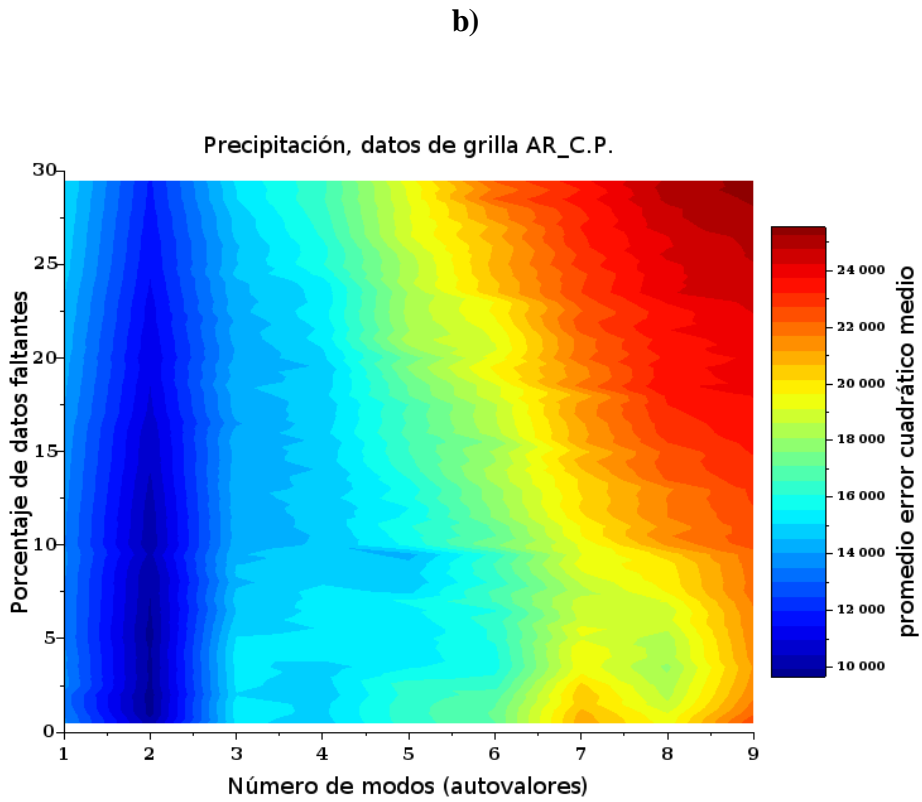 b)
Precipitación, datos de grilla AR_C.P.
30
25
20
15
10
5
0
Porcentaje de datos faltantes
1 2 3 4 5 6 7 8 9
Número de modos (autovalores)
24 000
22 000
20 000
18 000
16 000
14 000
12 000
10 000
promedio error cuadrático medio